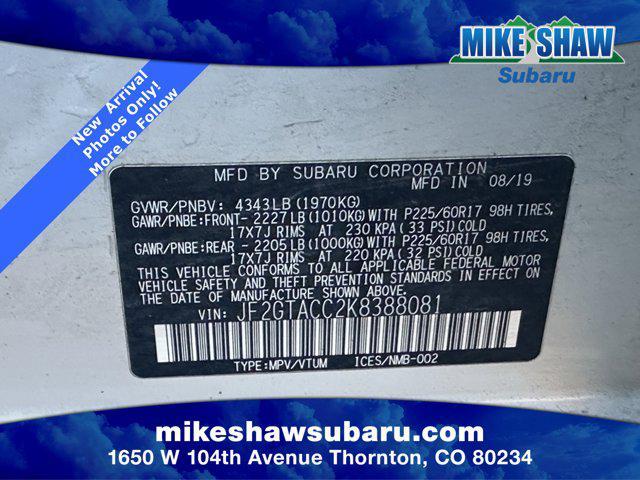 MIKE SHAW
Subaru
New Arrival
Photos Only!
More to Follow
MFD BY SUBARU CORPORATION
MFD IN 08/19
GVWR/PNBV: 4343LB(1970KG)
GAWR/PNBE:FRONT- 2227LB(1010KG)WITH P225/60R17 98H TIRES,
17X7J RIMS AT 230 KPA( 33 PSI)COLD
GAWR/PNBE:REAR - 2205LB(1000KG)WITH P225/60R17 98H TIRES,
17X7J RIMS AT 220 KPA( 32 PSI)COLD
THIS VEHICLE CONFORMS TO ALL APPLICABLE FEDERAL MOTOR
VEHICLE SAFETY AND THEFT PREVENTION STANDARDS IN EFFECT ON
THE DATE OF MANUFACTURE SHOWN ABOVE.
VIN: JF2GTACC2K8388081
TYPE:MPV/VTUM ICES/NMB-002
mikeshawsubaru.com
1650 W 104th Avenue Thornton, CO 80234